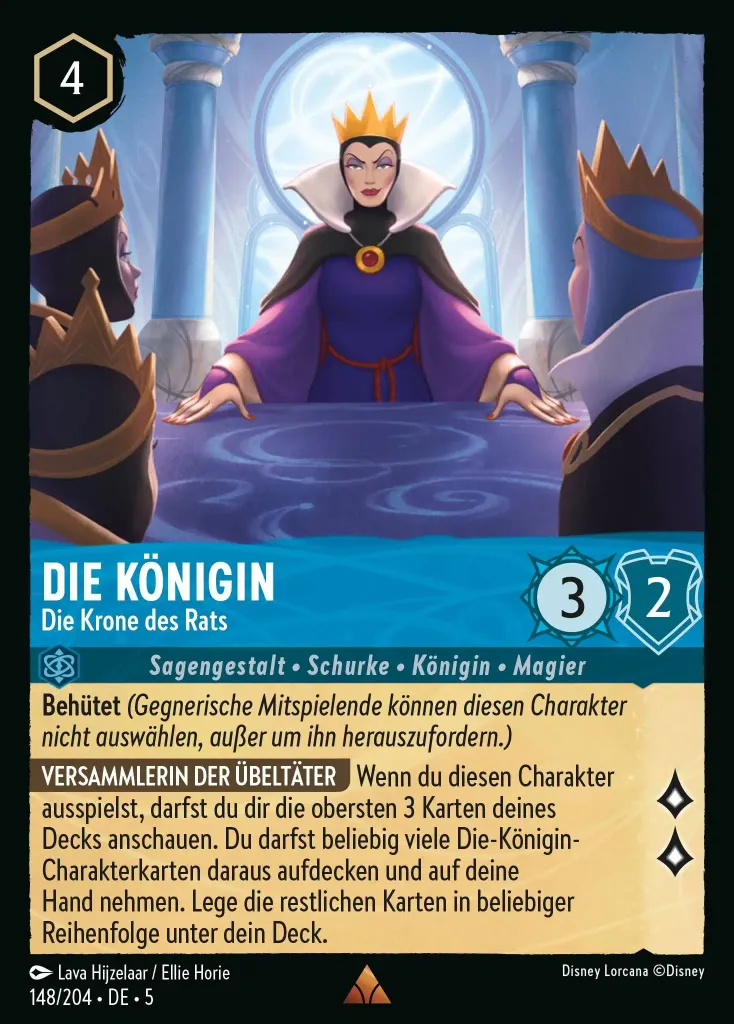 4
DIE KÖNIGIN
Die Krone des Rats
3
2
Sagengestalt • Schurke • Königin • Magier
Behütet (Gegnerische Mitspielende können diesen Charakter
nicht auswählen, außer um ihn herauszufordern.)
VERSAMMLERIN DER ÜBELTÄTER Wenn du diesen Charakter
ausspielst, darfst du dir die obersten 3 Karten deines
Decks anschauen. Du darfst beliebig viele Die-Königin-
Charakterkarten daraus aufdecken und auf deine
Hand nehmen. Lege die restlichen Karten in beliebiger
Reihenfolge unter dein Deck.
Lava Hijzelaar / Ellie Horie
Disney Lorcana ©Disney
148/204 • DE • 5